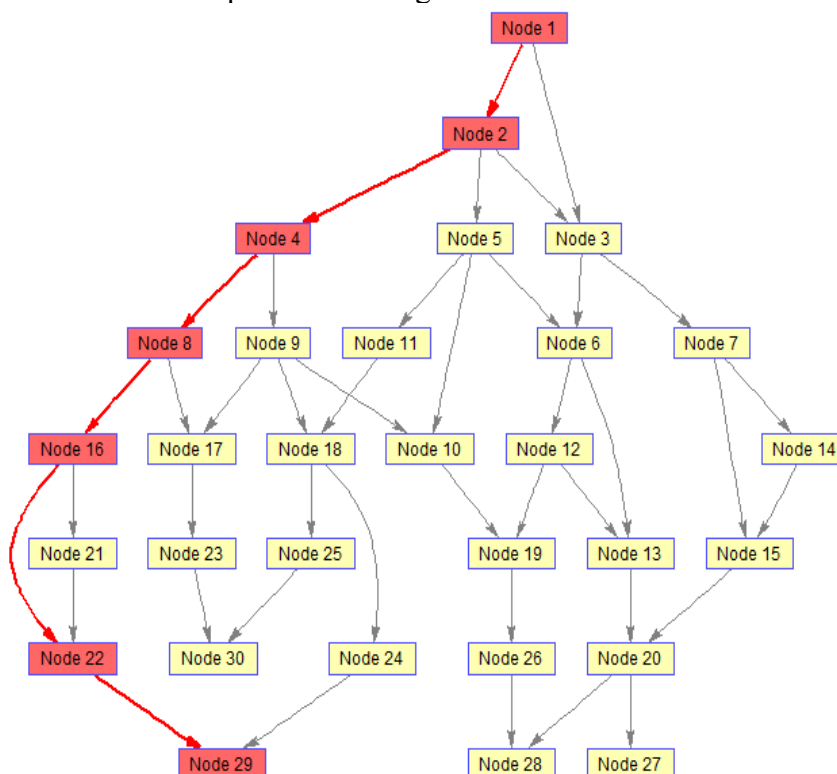 Node 1
Node 2
Node 4
Node 5
Node 3
Node 8
Node 9
Node 11
Node 6
Node 7
Node 16
Node 17
Node 18
Node 10
Node 12
Node 14
Node 21
Node 23
Node 25
Node 19
Node 13
Node 15
Node 22
Node 30
Node 24
Node 26
Node 20
Node 29
Node 28
Node 27